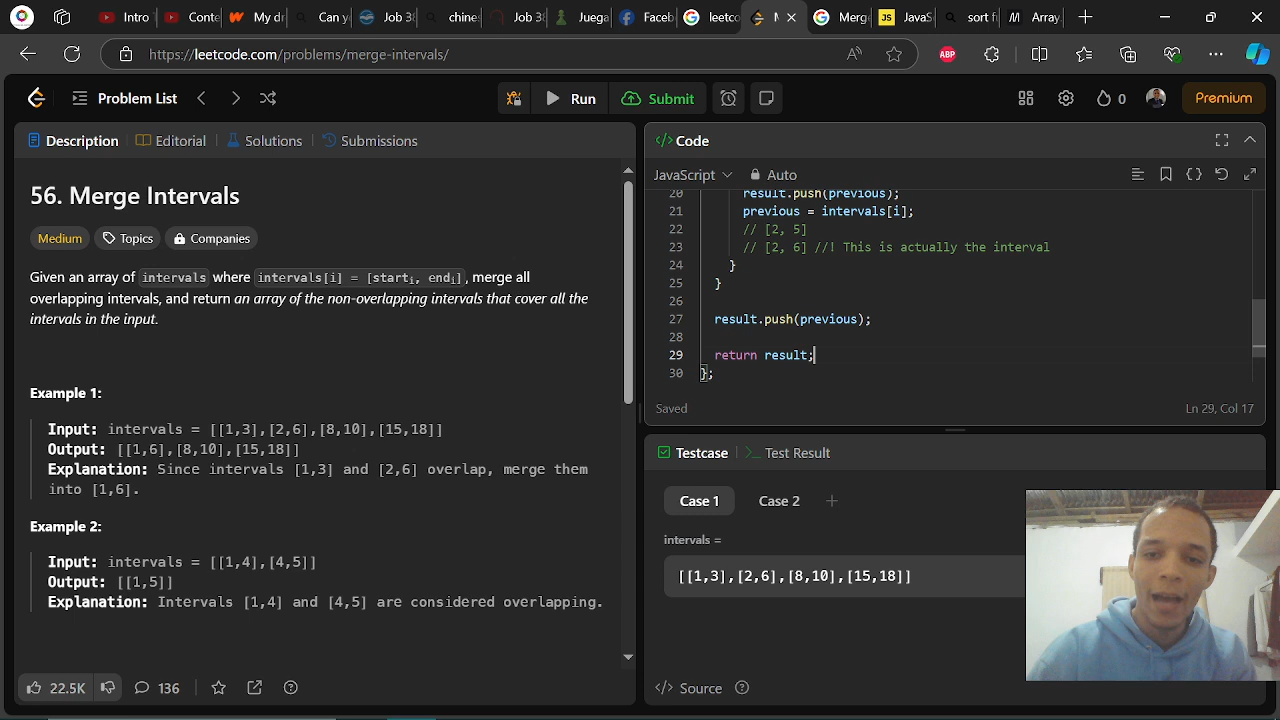 Intro
Conte
My dr
Can y
Job 38
chine
Job 38
Juega
Faceb
leetco
M
Merg
JS
JavaS
sort f
Array
https://leetcode.com/problems/merge-intervals/
ABP
Problem List
Run
Submit
0
Premium
Description
Editorial
Solutions
Submissions
56. Merge Intervals
Medium
Topics
Companies
Given an array of intervals where intervals[i] = [starti, endi], merge all
overlapping intervals, and return an array of the non-overlapping intervals that cover all the
intervals in the input.
Example 1:
Input: intervals = [[1,3],[2,6],[8,10],[15,18]]
Output: [[1,6],[8,10],[15,18]]
Explanation: Since intervals [1,3] and [2,6] overlap, merge them
into [1,6].
Example 2:
Input: intervals = [[1,4],[4,5]]
Output: [[1,5]]
Explanation: Intervals [1,4] and [4,5] are considered overlapping.
22.5K
136
</> Code
JavaScript
Auto
20 result.push(previous);
21 previous = intervals[i];
22 // [2, 5]
23 // [2, 6] //! This is actually the interval
24 }
25 }
26
27 result.push(previous);
28
29 return result;
30 };
Saved
Ln 29, Col 17
Testcase
Test Result
Case 1
Case 2
intervals =
[[1,3],[2,6],[8,10],[15,18]]
</> Source